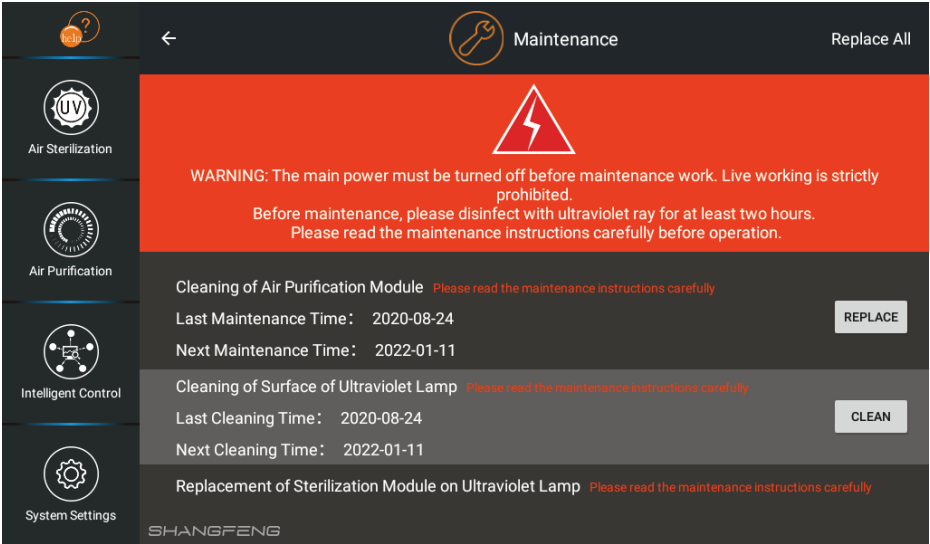 help ?
Maintenance
Replace All
UV
Air Sterilization
WARNING: The main power must be turned off before maintenance work. Live working is strictly
prohibited.
Before maintenance, please disinfect with ultraviolet ray for at least two hours.
Please read the maintenance instructions carefully before operation.
Air Purification
Cleaning of Air Purification Module Please read the maintenance instructions carefully
Last Maintenance Time： 2020-08-24
REPLACE
Next Maintenance Time： 2022-01-11
Intelligent Control
Cleaning of Surface of Ultraviolet Lamp Please read the maintenance instructions carefully
Last Cleaning Time： 2020-08-24
CLEAN
Next Cleaning Time： 2022-01-11
System Settings
Replacement of Sterilization Module on Ultraviolet Lamp Please read the maintenance instructions carefully
SHANGFENG